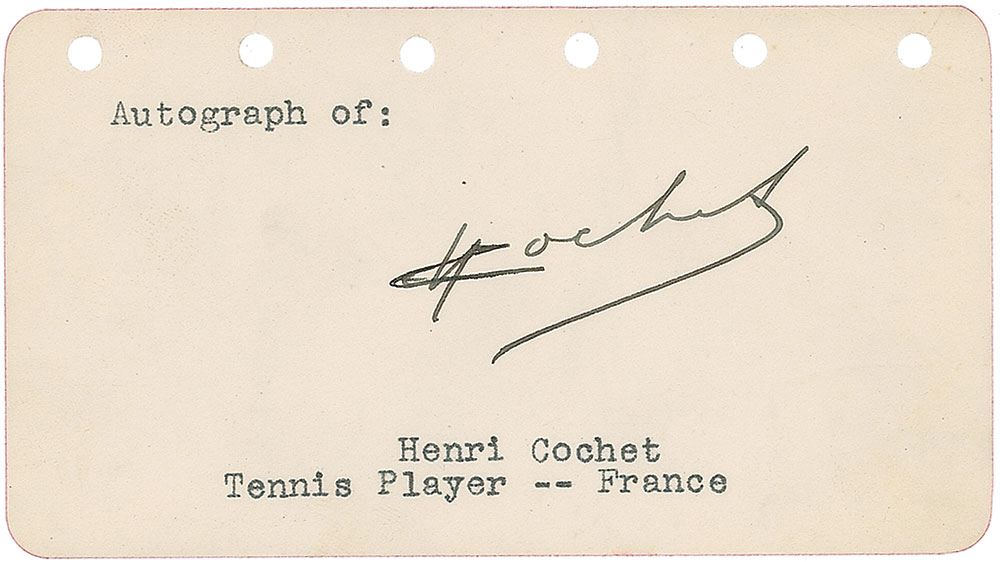 Autograph of:
HCochet
Henri Cochet
Tennis Player -- France